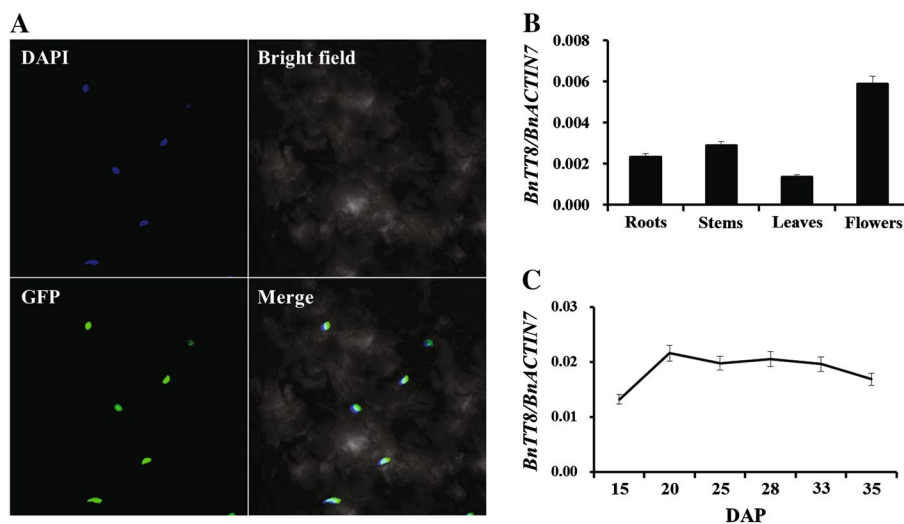 A
DAPI
Bright field
GFP
Merge
B
BnTT8/BnACTIN7
0.008
0.006
0.004
0.002
0.000
Roots Stems Leaves Flowers
C
BnTT8/BnACTIN7
0.03
0.02
0.01
0.00
15 20 25 28 33 35
DAP